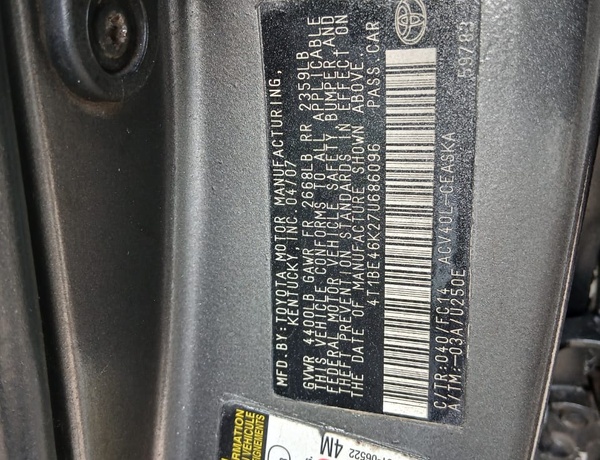 MFD. BY: TOYOTA MOTOR MANUFACTURING,
KENTUCKY, INC. 04/07
GVWR 4400LB GAWR FR 2668LB RR 2359LB
THIS VEHICLE CONFORMS TO ALL APPLICABLE
FEDERAL MOTOR VEHICLE SAFETY, BUMPER AND
THEFT PREVENTION STANDARDS IN EFFECT ON
THE DATE OF MANUFACTURE SHOWN ABOVE.
4T1BE46K27U686096 PASS. CAR
C/TR: 040/FC14 ACV40L-CEASKA
A/TM: -03A/U250E 59783
06522
4M